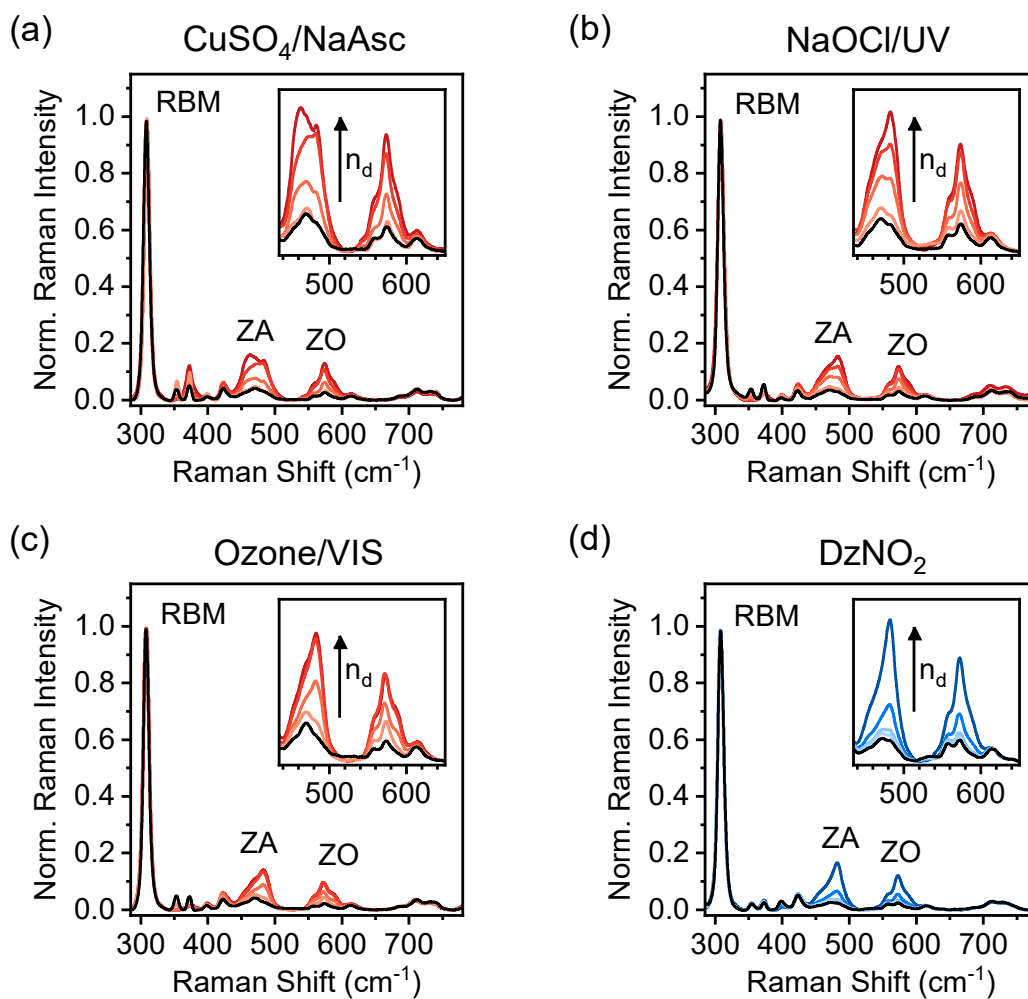 (a)
CuSO₄/NaAsc
Norm. Raman Intensity
1.0
0.8
0.6
0.4
0.2
0.0
RBM
n_d
500 600
ZA
ZO
300 400 500 600 700
Raman Shift (cm⁻¹)
(b)
NaOCl/UV
Norm. Raman Intensity
1.0
0.8
0.6
0.4
0.2
0.0
RBM
n_d
500 600
ZA
ZO
300 400 500 600 700
Raman Shift (cm⁻¹)
(c)
Ozone/VIS
Norm. Raman Intensity
1.0
0.8
0.6
0.4
0.2
0.0
RBM
n_d
500 600
ZA
ZO
300 400 500 600 700
Raman Shift (cm⁻¹)
(d)
DzNO₂
Norm. Raman Intensity
1.0
0.8
0.6
0.4
0.2
0.0
RBM
n_d
500 600
ZA
ZO
300 400 500 600 700
Raman Shift (cm⁻¹)